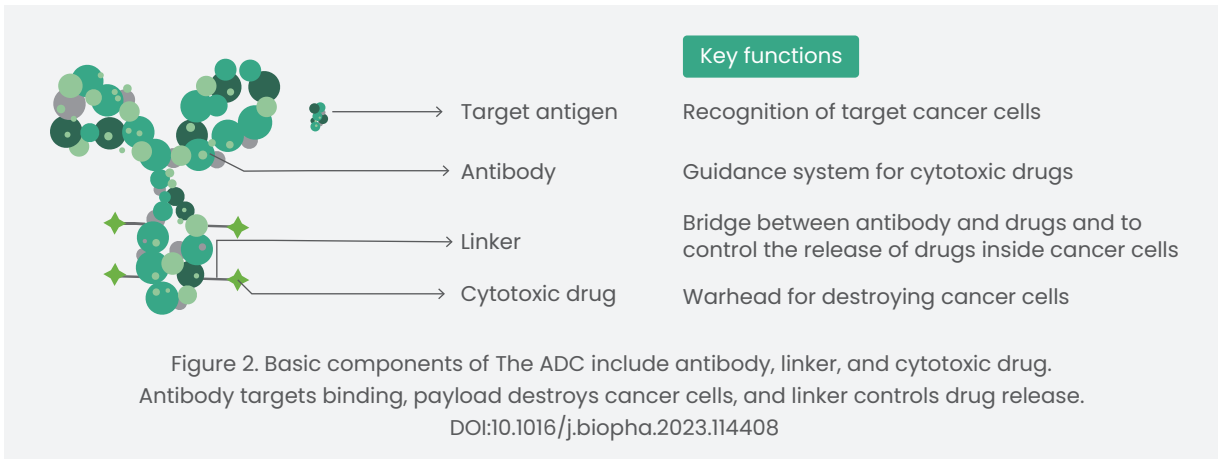 Key functions
Target antigen
Recognition of target cancer cells
Antibody
Guidance system for cytotoxic drugs
Linker
Bridge between antibody and drugs and to
control the release of drugs inside cancer cells
Cytotoxic drug
Warhead for destroying cancer cells
Figure 2. Basic components of The ADC include antibody, linker, and cytotoxic drug.
Antibody targets binding, payload destroys cancer cells, and linker controls drug release.
DOI:10.1016/j.biopha.2023.114408